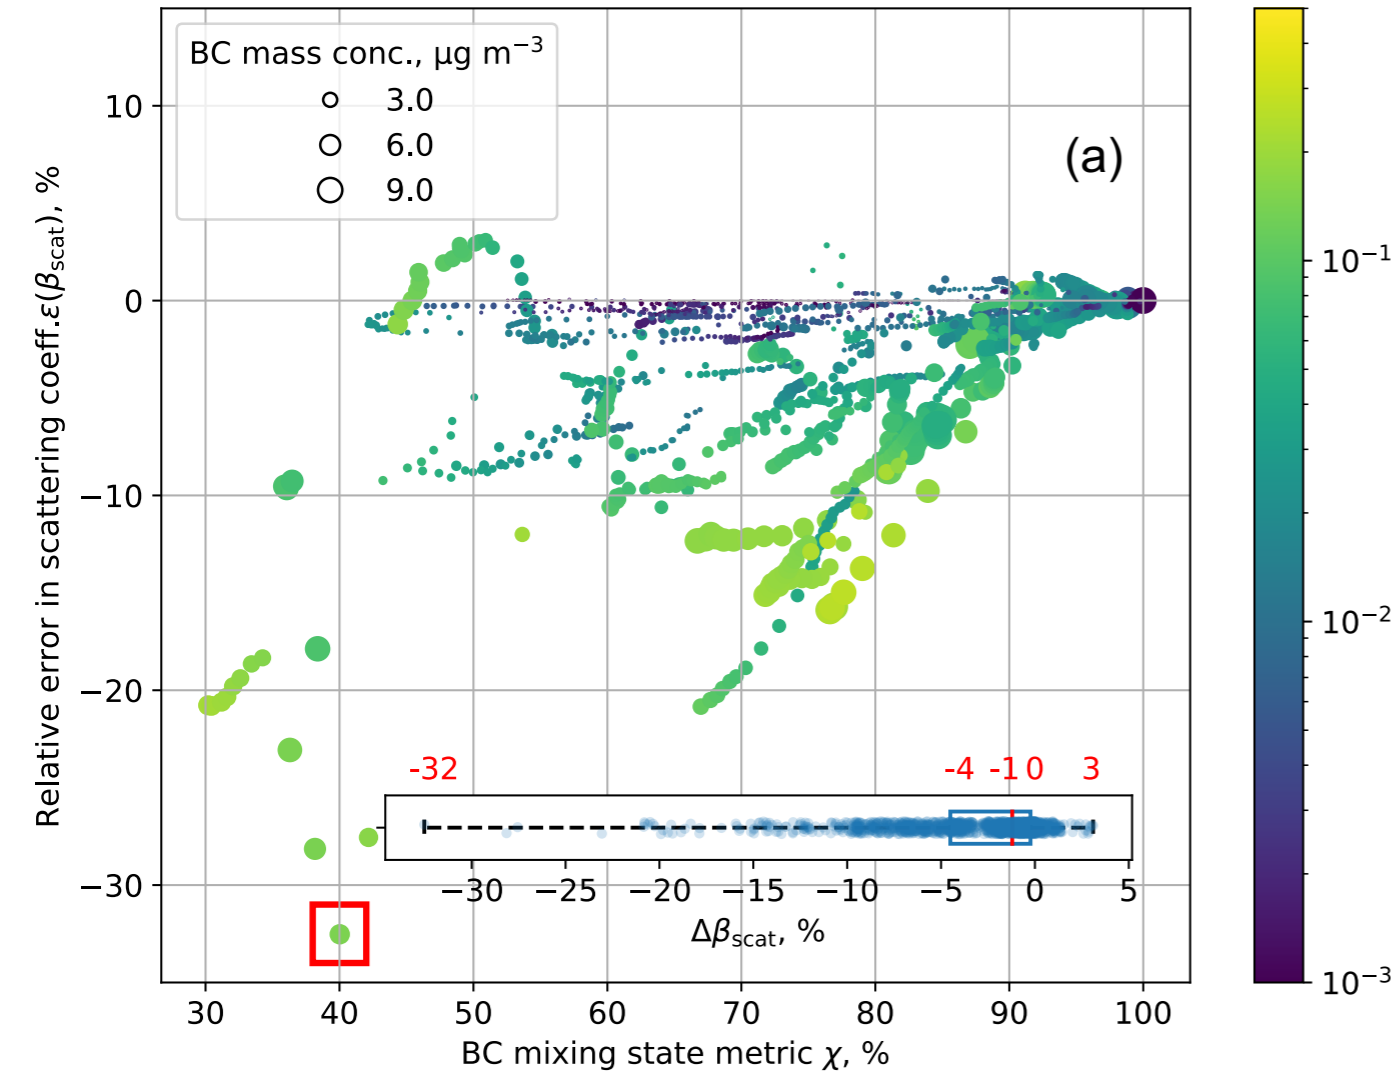 BC mass conc., μg m⁻³
3.0
6.0
9.0
(a)
10
0
−10
−20
−30
Relative error in scattering coeff.ε(β_scat), %
30 40 50 60 70 80 90 100
BC mixing state metric χ, %
-32 -4 -1 0 3
−30 −25 −20 −15 −10 −5 0 5
Δβ_scat, %
10⁻¹
10⁻²
10⁻³